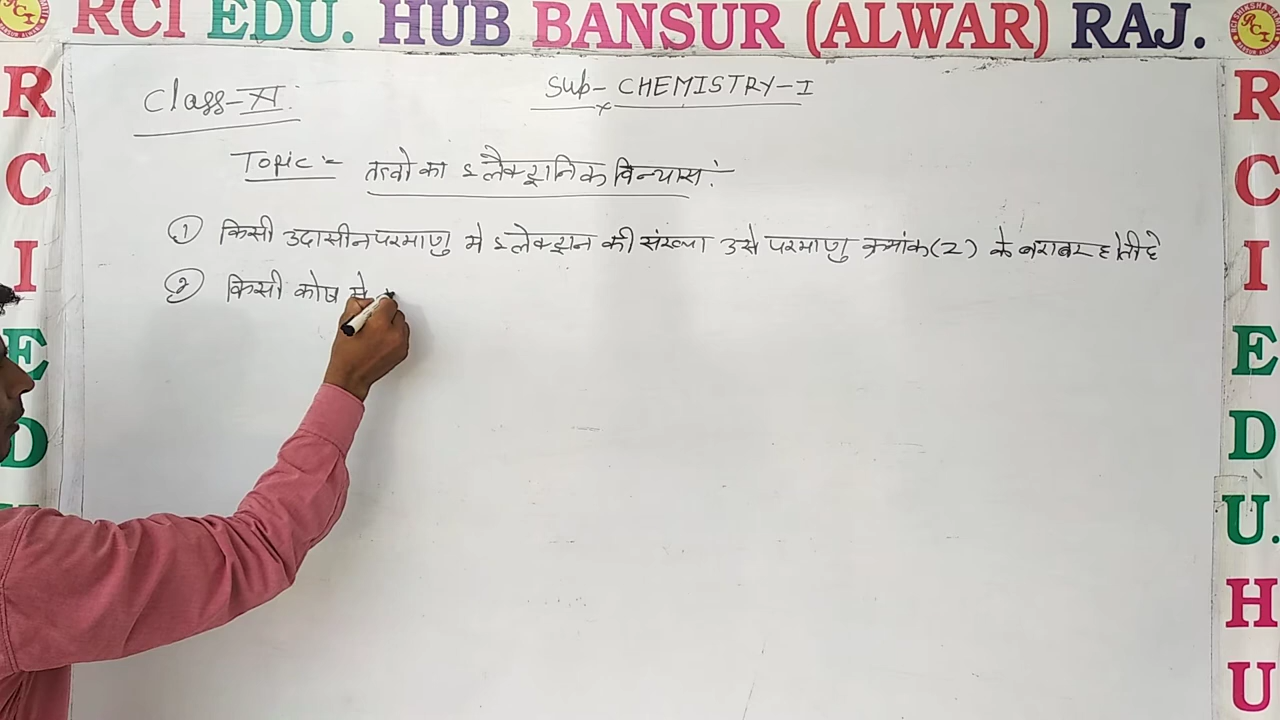 RCI EDU. HUB BANSUR (ALWAR) RAJ.
Class-XI:
Sub- CHEMISTRY-I
Topic:- तत्वो का इलैक्ट्रानिक विन्यास:-
① किसी उदासीन परमाणु मे इलेक्ट्रान की संख्या उसे परमाणु क्रमांक (Z) के बराबर होती है
② किसी कोष मे
R C I E D
R C I E D U. H U